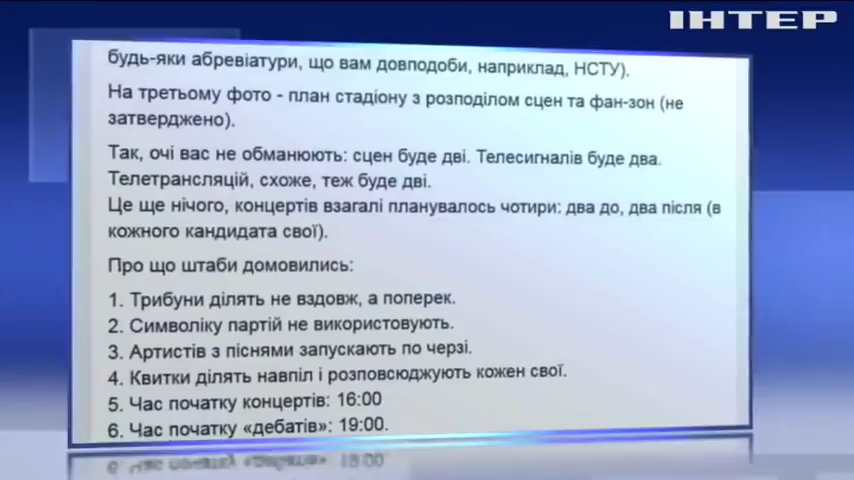 ІНТЕР
будь-яки абревіатури, що вам довподоби, наприклад, НСТУ).
На третьому фото - план стадіону з розподілом сцен та фан-зон (не
затверджено).
Так, очі вас не обманюють: сцен буде дві. Телесигналів буде два.
Телетрансляцій, схоже, теж буде дві.
Це ще нічого, концертів взагалі планувалось чотири: два до, два після (в
кожного кандидата свої).
Про що штаби домовились:
1. Трибуни ділять не вздовж, а поперек.
2. Символіку партій не використовують.
3. Артистів з піснями запускають по черзі.
4. Квитки ділять навпіл і розповсюджують кожен свої.
5. Час початку концертів: 16:00
6. Час початку «дебатів»: 19:00.